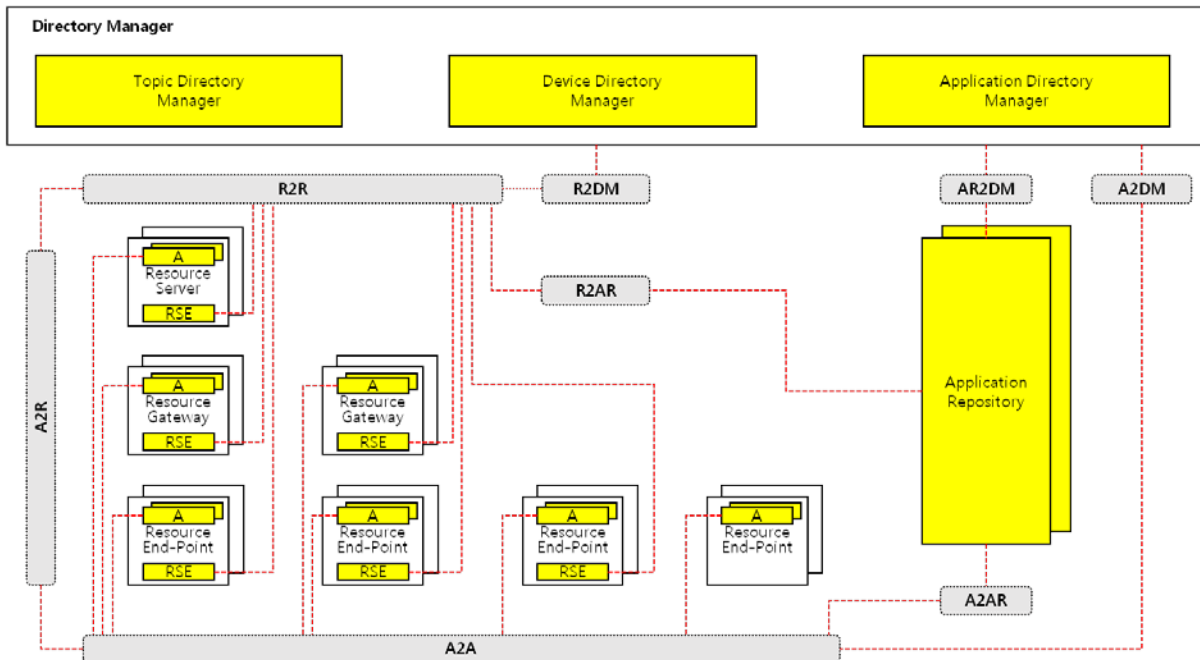 Directory Manager
Topic Directory
Manager
Device Directory
Manager
Application Directory
Manager
R2R
R2DM
AR2DM
A2DM
A
Resource
Server
RSE
R2AR
A2R
A
Resource
Gateway
RSE
A
Resource
Gateway
RSE
Application
Repository
A
Resource
End-Point
RSE
A
Resource
End-Point
RSE
A
Resource
End-Point
RSE
A
Resource
End-Point
A2AR
A2A